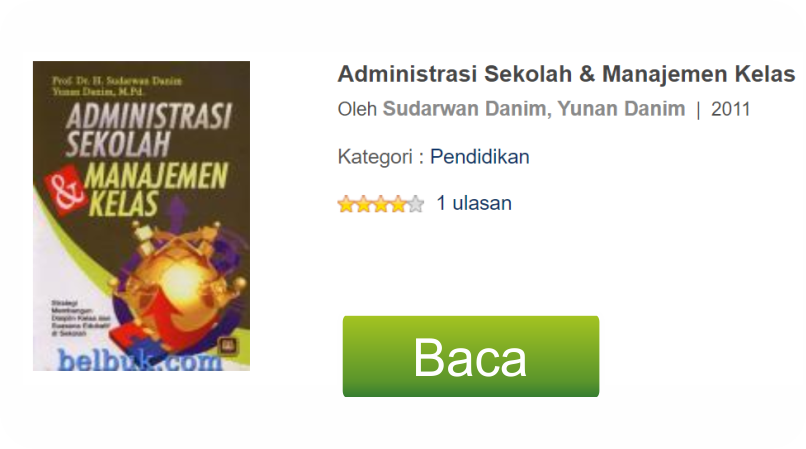 Prof. Dr. H. Sudarwan Danim
Yunan Danim, M.Pd.
ADMINISTRASI
SEKOLAH
& MANAJEMEN
KELAS
Strategi
Membangun
Disiplin Kelas dan
Suasana Edukatif
di Sekolah
belbuk.com
Administrasi Sekolah & Manajemen Kelas
Oleh Sudarwan Danim, Yunan Danim | 2011
Kategori : Pendidikan
1 ulasan
Baca